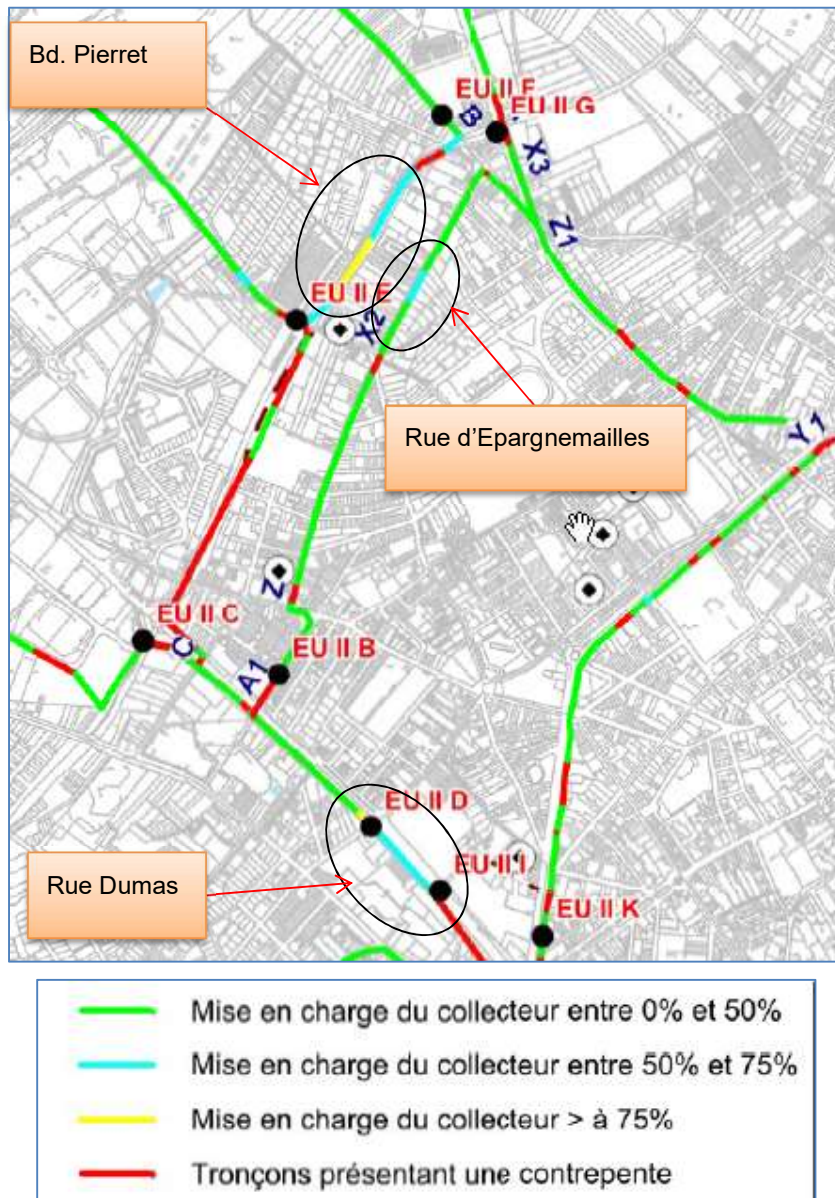 Bd. Pierret
EU II F
B
EU II G
X3
Z1
EU II E
X2
Rue d'Epargnemailles
Y1
Z
EU II C
C
EU II B
A1
EU II D
Rue Dumas
EU II I
EU II K
Mise en charge du collecteur entre 0% et 50%
Mise en charge du collecteur entre 50% et 75%
Mise en charge du collecteur > à 75%
Tronçons présentant une contrepente